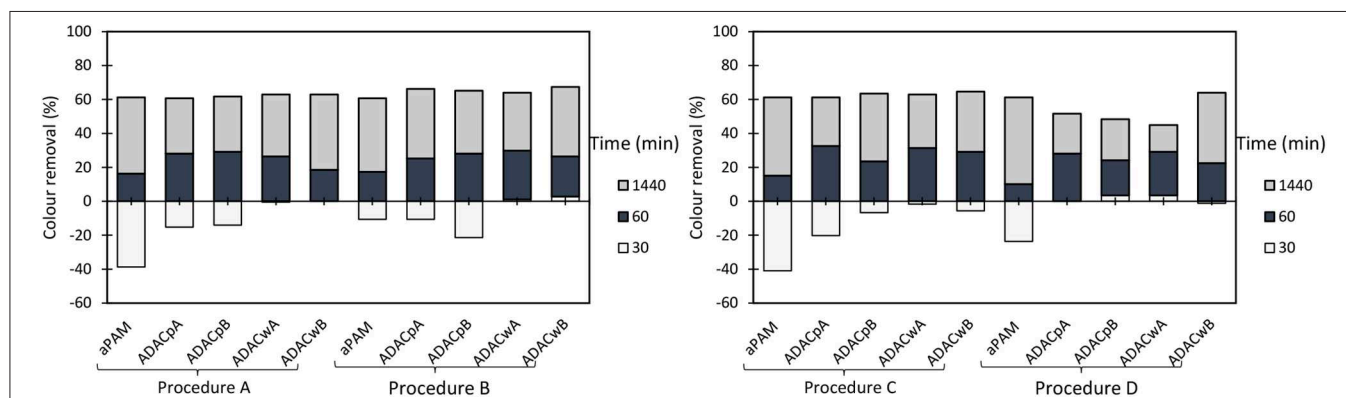 Colour removal (%)
100
80
60
40
20
0
-20
-40
-60
aPAM
ADACpA
ADACpB
ADACwA
ADACwB
aPAM
ADACpA
ADACpB
ADACwA
ADACwB
Procedure A
Procedure B
Time (min)
1440
60
30
Colour removal (%)
100
80
60
40
20
0
-20
-40
-60
aPAM
ADACpA
ADACpB
ADACwA
ADACwB
aPAM
ADACpA
ADACpB
ADACwA
ADACwB
Procedure C
Procedure D
Time (min)
1440
60
30